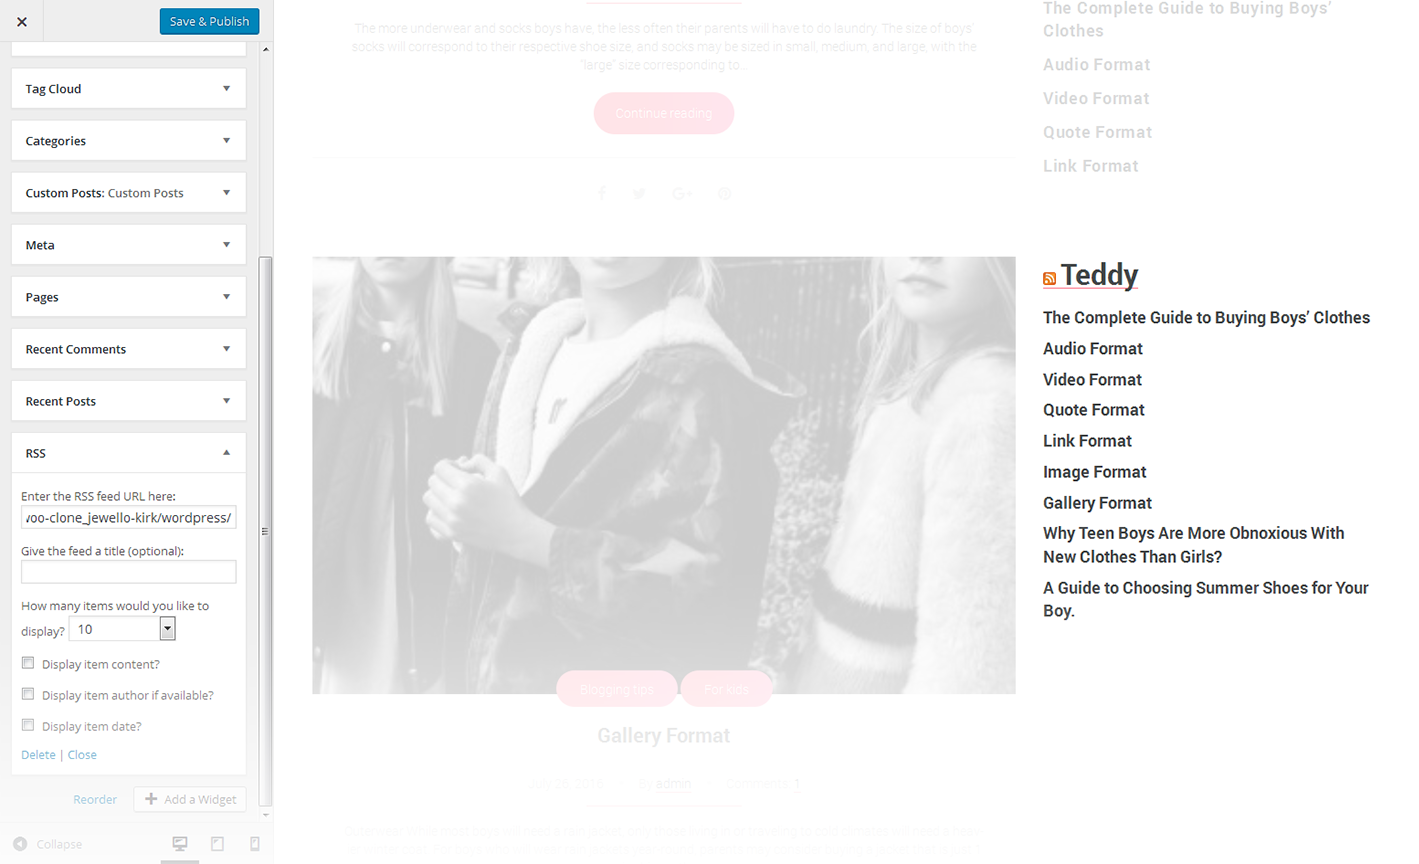 Save & Publish
Tag Cloud
Categories
Custom Posts: Custom Posts
Meta
Pages
Recent Comments
Recent Posts
RSS
Enter the RSS feed URL here:
oo-clone_jewello-kirk/wordpress/
Give the feed a title (optional):
How many items would you like to
display? 10
Display item content?
Display item author if available?
Display item date?
Delete | Close
Reorder
Add a Widget
Collapse
The more underwear and socks boys have, the less often their parents will have to do laundry. The size of boys'
socks will correspond to their respective shoe size, and socks may be sized in small, medium, and large, with the
"large" size corresponding to...
Continue reading
G+
Blogging tips
For kids
Gallery Format
By admin
Comments: 1
The Complete Guide to Buying Boys’
Clothes
Audio Format
Video Format
Quote Format
Link Format
Teddy
The Complete Guide to Buying Boys’ Clothes
Audio Format
Video Format
Quote Format
Link Format
Image Format
Gallery Format
Why Teen Boys Are More Obnoxious With
New Clothes Than Girls?
A Guide to Choosing Summer Shoes for Your
Boy.